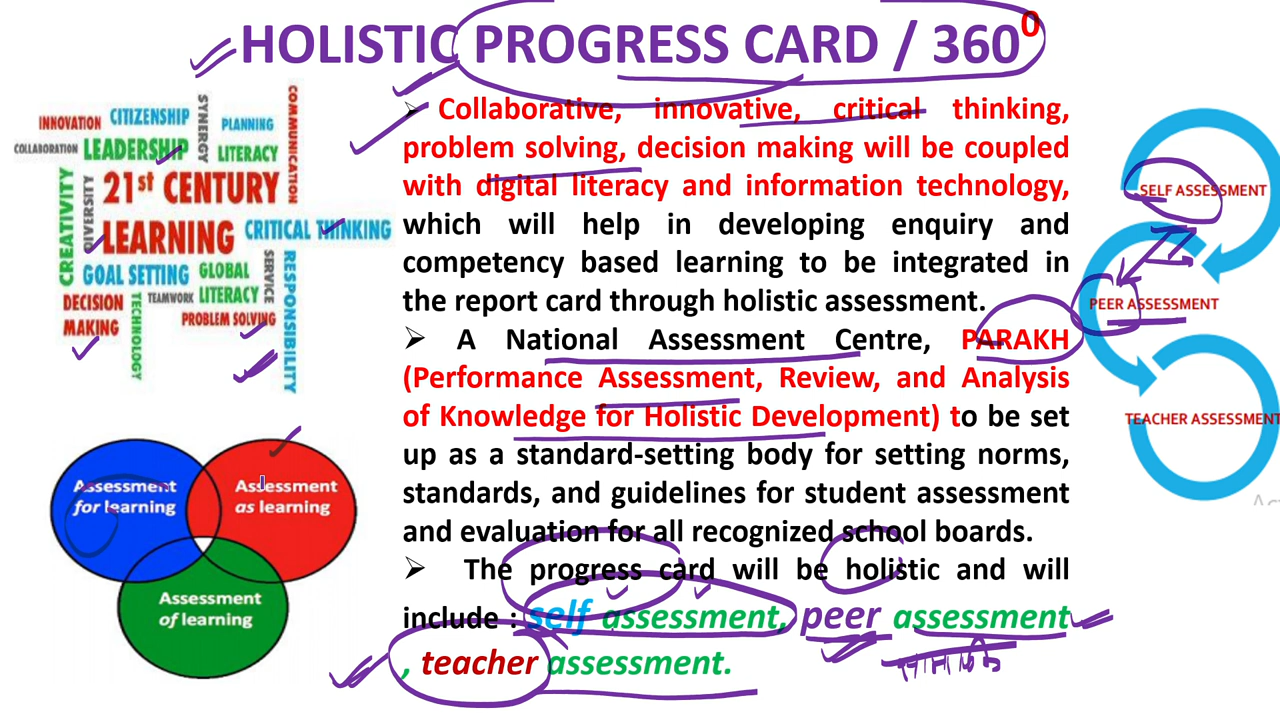 HOLISTIC PROGRESS CARD / 360⁰
INNOVATION
CITIZENSHIP
SYNERGY
PLANNING
COMMUNICATION
COLLABORATION
LEADERSHIP
LITERACY
CREATIVITY
DIVERSITY
21st CENTURY
LEARNING
CRITICAL THINKING
GOAL SETTING
GLOBAL
LITERACY
SERVICE
RESPONSIBILITY
DECISION
MAKING
TECHNOLOGY
TEAMWORK
PROBLEM SOLVING
➢ Collaborative, innovative, critical thinking,
problem solving, decision making will be coupled
with digital literacy and information technology,
which will help in developing enquiry and
competency based learning to be integrated in
the report card through holistic assessment.
➢ A National Assessment Centre, PARAKH
(Performance Assessment, Review, and Analysis
of Knowledge for Holistic Development) to be set
up as a standard-setting body for setting norms,
standards, and guidelines for student assessment
and evaluation for all recognized school boards.
➢ The progress card will be holistic and will
include : self assessment, peer assessment
, teacher assessment.
SELF ASSESSMENT
PEER ASSESSMENT
TEACHER ASSESSMENT
Assessment
for learning
Assessment
as learning
Assessment
of learning